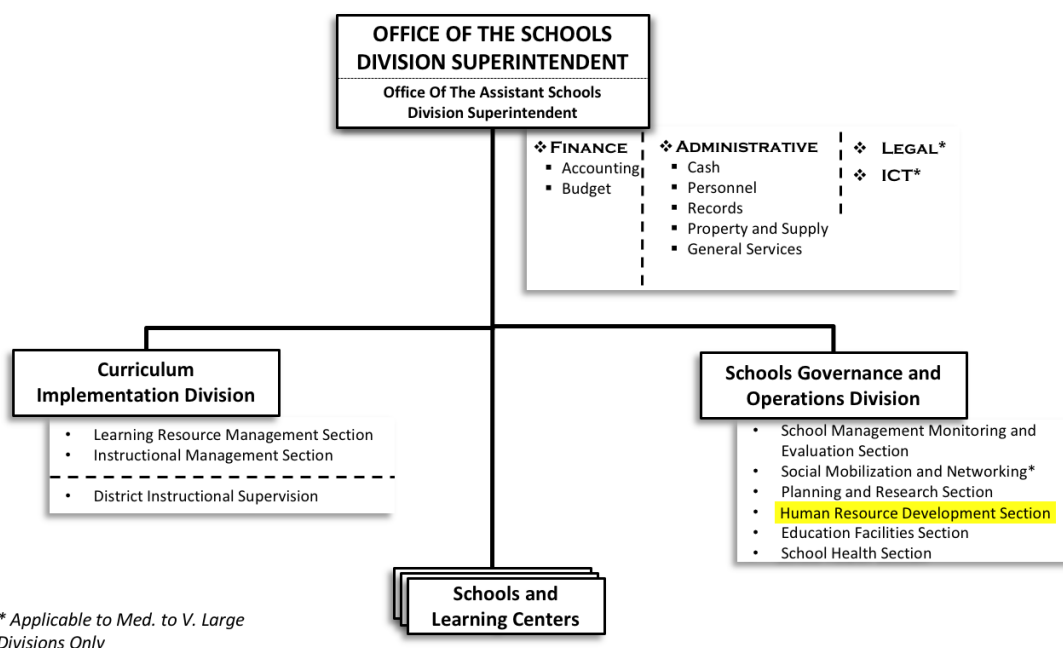 OFFICE OF THE SCHOOLS
DIVISION SUPERINTENDENT
Office Of The Assistant Schools
Division Superintendent
❖ FINANCE
▪ Accounting
▪ Budget
❖ ADMINISTRATIVE
▪ Cash
▪ Personnel
▪ Records
▪ Property and Supply
▪ General Services
❖ LEGAL*
❖ ICT*
Curriculum
Implementation Division
• Learning Resource Management Section
• Instructional Management Section
• District Instructional Supervision
Schools Governance and
Operations Division
• School Management Monitoring and
Evaluation Section
• Social Mobilization and Networking*
• Planning and Research Section
• Human Resource Development Section
• Education Facilities Section
• School Health Section
Schools and
Learning Centers
* Applicable to Med. to V. Large
Divisions Only